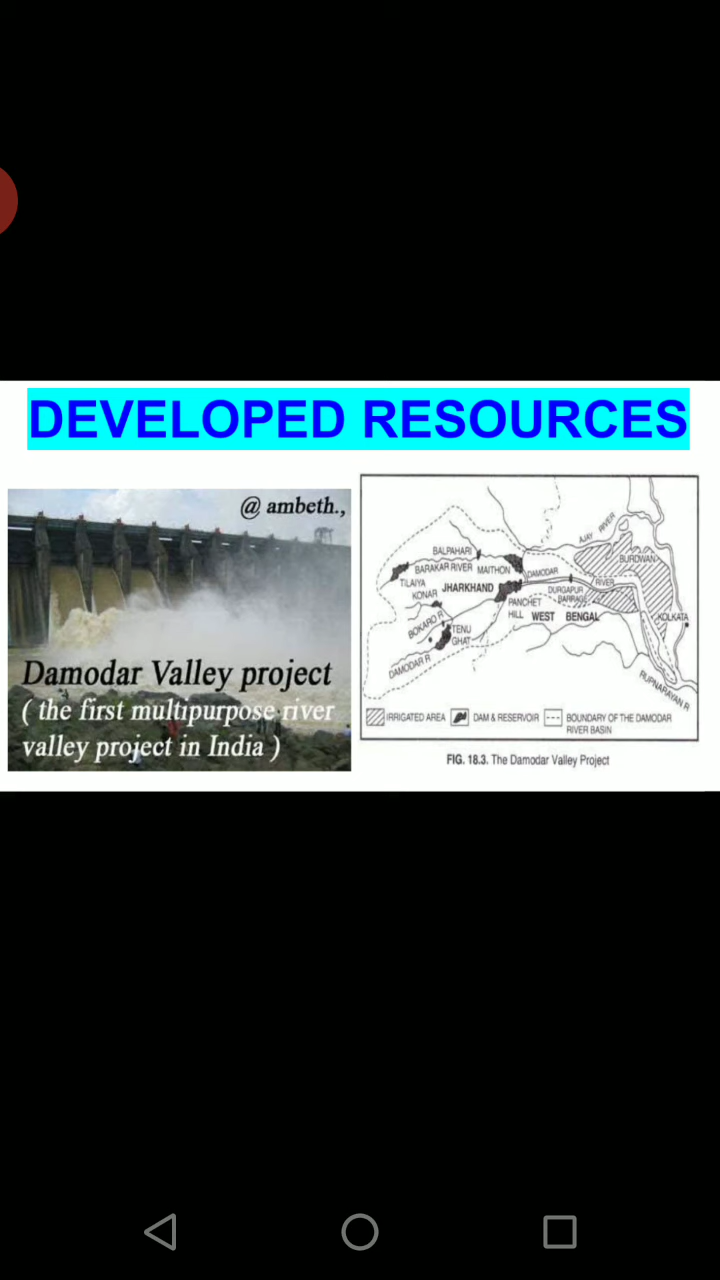 DEVELOPED RESOURCES
@ ambeth.,
Damodar Valley project
( the first multipurpose river
valley project in India )
AJAY RIVER
BALPAHARI
BURDWAN
BARAKAR RIVER
MAITHON
DAMODAR
RIVER
TILAIYA
JHARKHAND
DURGAPUR
BARRAGE
KONAR
PANCHET
HILL
WEST BENGAL
KOLKATA
BOKARO R
TENU
GHAT
DAMODAR R
RUPNARAYAN R
IRRIGATED AREA
DAM & RESERVOIR
BOUNDARY OF THE DAMODAR
RIVER BASIN
FIG. 18.3. The Damodar Valley Project